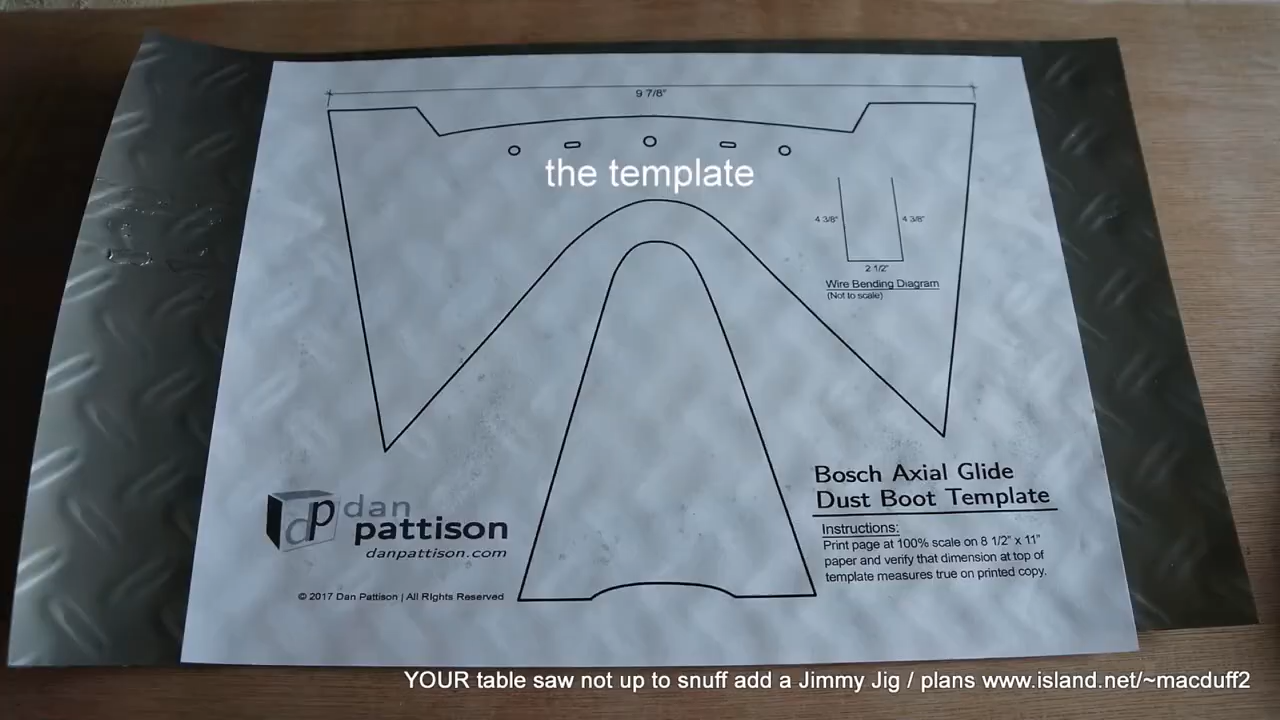 9 7/8"
the template
4 3/8"
4 3/8"
2 1/2"
Wire Bending Diagram
(Not to scale)
Bosch Axial Glide
Dust Boot Template
Instructions:
Print page at 100% scale on 8 1/2" x 11"
paper and verify that dimension at top of
template measures true on printed copy.
dp
dan
pattison
danpattison.com
© 2017 Dan Pattison | All Rights Reserved
YOUR table saw not up to snuff add a Jimmy Jig / plans www.island.net/~macduff2